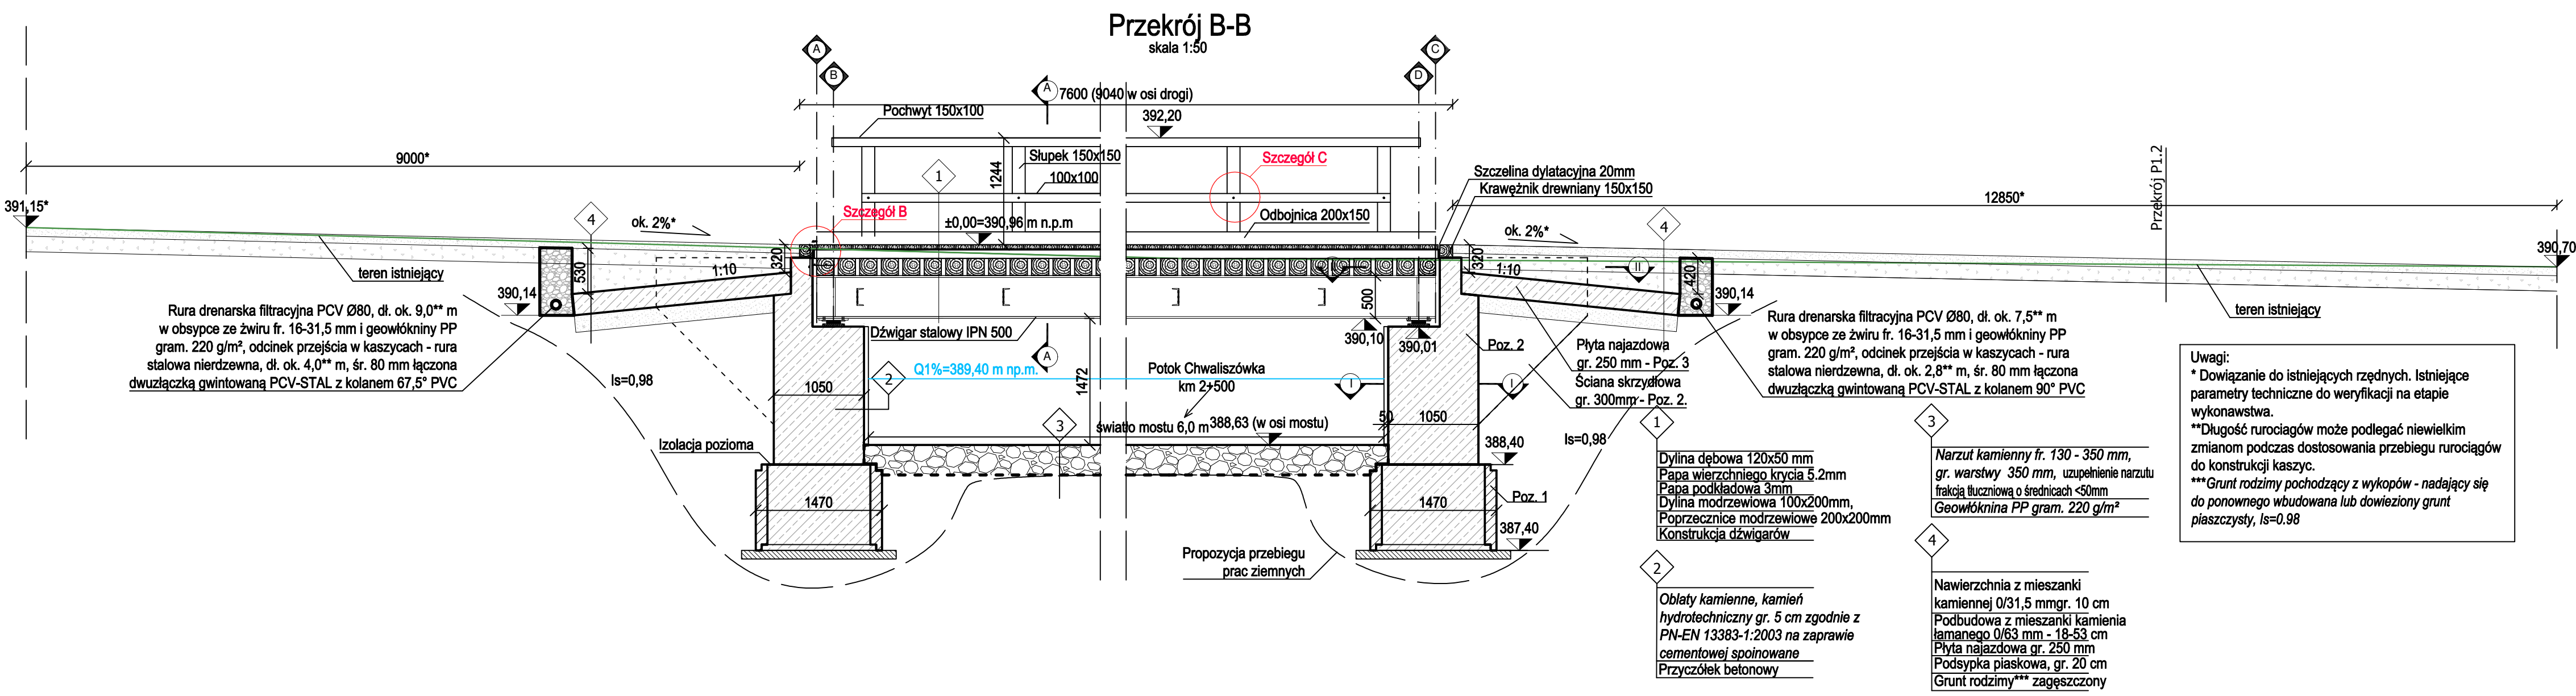 Przekrój B-B
skala 1:50
A
B
C
D
A
7600 (9040 w osi drogi)
Pochwyt 150x100
392,20
9000*
1244
Słupek 150x150
100x100
Szczegół C
1
Szczelina dylatacyjna 20mm
Krawężnik drewniany 150x150
12850*
Przekrój P1.2
391,15*
4
ok. 2%*
Szczegół B
±0,00=390,96 m n.p.m
Odbojnica 200x150
ok. 2%*
4
390,70
teren istniejący
530
320
1:10
320
1:10
II
420
390,14
390,14
500
teren istniejący
Rura drenarska filtracyjna PCV Ø80, dł. ok. 9,0** m
w obsypce ze żwiru fr. 16-31,5 mm i geowłókniny PP
gram. 220 g/m², odcinek przejścia w kaszycach - rura
stalowa nierdzewna, dł. ok. 4,0** m, śr. 80 mm łączona
dwuzłączką gwintowaną PCV-STAL z kolanem 67,5° PVC
Dźwigar stalowy IPN 500
390,10
390,01
Poz. 2
Płyta najazdowa
gr. 250 mm - Poz. 3
Ściana skrzydłowa
gr. 300mm - Poz. 2.
Rura drenarska filtracyjna PCV Ø80, dł. ok. 7,5** m
w obsypce ze żwiru fr. 16-31,5 mm i geowłókniny PP
gram. 220 g/m², odcinek przejścia w kaszycach - rura
stalowa nierdzewna, dł. ok. 2,8** m, śr. 80 mm łączona
dwuzłączką gwintowaną PCV-STAL z kolanem 90° PVC
A
Is=0,98
Q1%=389,40 m np.m.
2
1472
Potok Chwaliszówka
km 2+500
I
I
1050
50
1050
światło mostu 6,0 m
388,63 (w osi mostu)
3
Izolacja pozioma
Is=0,98
388,40
1470
1470
Poz. 1
387,40
Propozycja przebiegu
prac ziemnych
1
Dylina dębowa 120x50 mm
Papa wierzchniego krycia 5.2mm
Papa podkładowa 3mm
Dylina modrzewiowa 100x200mm,
Poprzecznice modrzewiowe 200x200mm
Konstrukcja dźwigarów
2
Oblaty kamienne, kamień
hydrotechniczny gr. 5 cm zgodnie z
PN-EN 13383-1:2003 na zaprawie
cementowej spoinowane
Przyczółek betonowy
3
Narzut kamienny fr. 130 - 350 mm,
gr. warstwy 350 mm, uzupełnienie narzutu
frakcją tłuczniową o średnicach <50mm
Geowłóknina PP gram. 220 g/m²
4
Nawierzchnia z mieszanki
kamiennej 0/31,5 mmgr. 10 cm
Podbudowa z mieszanki kamienia
łamanego 0/63 mm - 18-53 cm
Płyta najazdowa gr. 250 mm
Podsypka piaskowa, gr. 20 cm
Grunt rodzimy*** zagęszczony
Uwagi:
* Dowiązanie do istniejących rzędnych. Istniejące
parametry techniczne do weryfikacji na etapie
wykonawstwa.
**Długość rurociągów może podlegać niewielkim
zmianom podczas dostosowania przebiegu rurociągów
do konstrukcji kaszyc.
***Grunt rodzimy pochodzący z wykopów - nadający się
do ponownego wbudowana lub dowieziony grunt
piaszczysty, Is=0.98